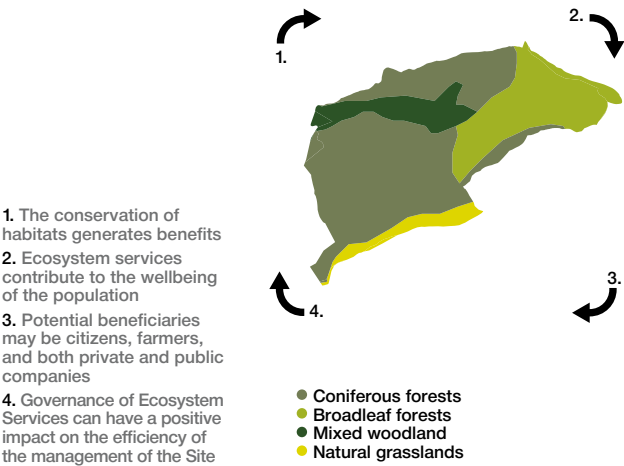 1.
2.
3.
4.
1. The conservation of
habitats generates benefits
2. Ecosystem services
contribute to the wellbeing
of the population
3. Potential beneficiaries
may be citizens, farmers,
and both private and public
companies
4. Governance of Ecosystem
Services can have a positive
impact on the efficiency of
the management of the Site
Coniferous forests
Broadleaf forests
Mixed woodland
Natural grasslands